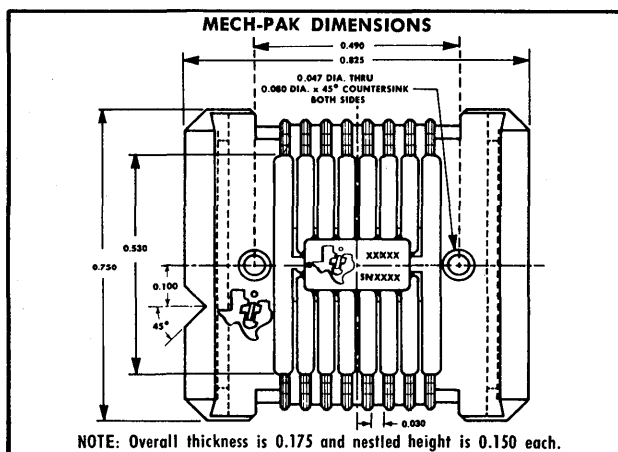 MECH-PAK DIMENSIONS
0.490
0.825
0.047 DIA. THRU
0.080 DIA. x 45° COUNTERSINK
BOTH SIDES
0.530
0.750
0.100
45°
XXXXX
SNXXXX
0.030
NOTE: Overall thickness is 0.175 and nestled height is 0.150 each.